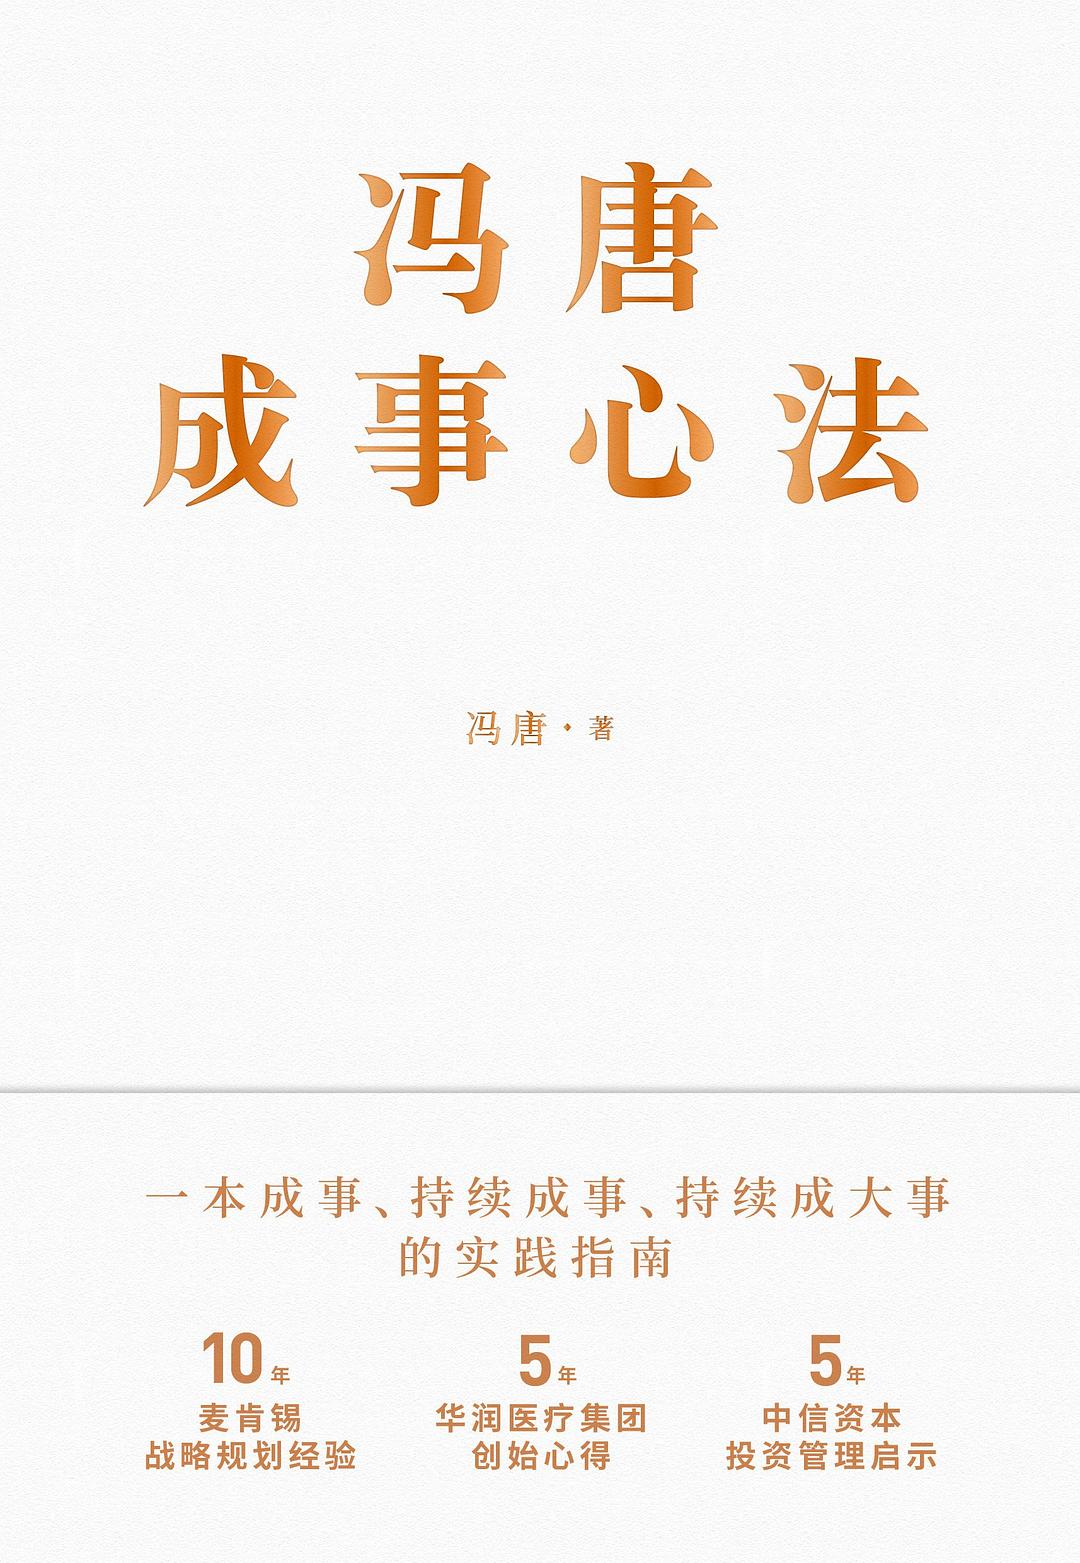 冯唐
成事心法
冯唐·著
一本成事、持续成事、持续成大事
的实践指南
10年
麦肯锡
战略规划经验
5年
华润医疗集团
创始心得
5年
中信资本
投资管理启示